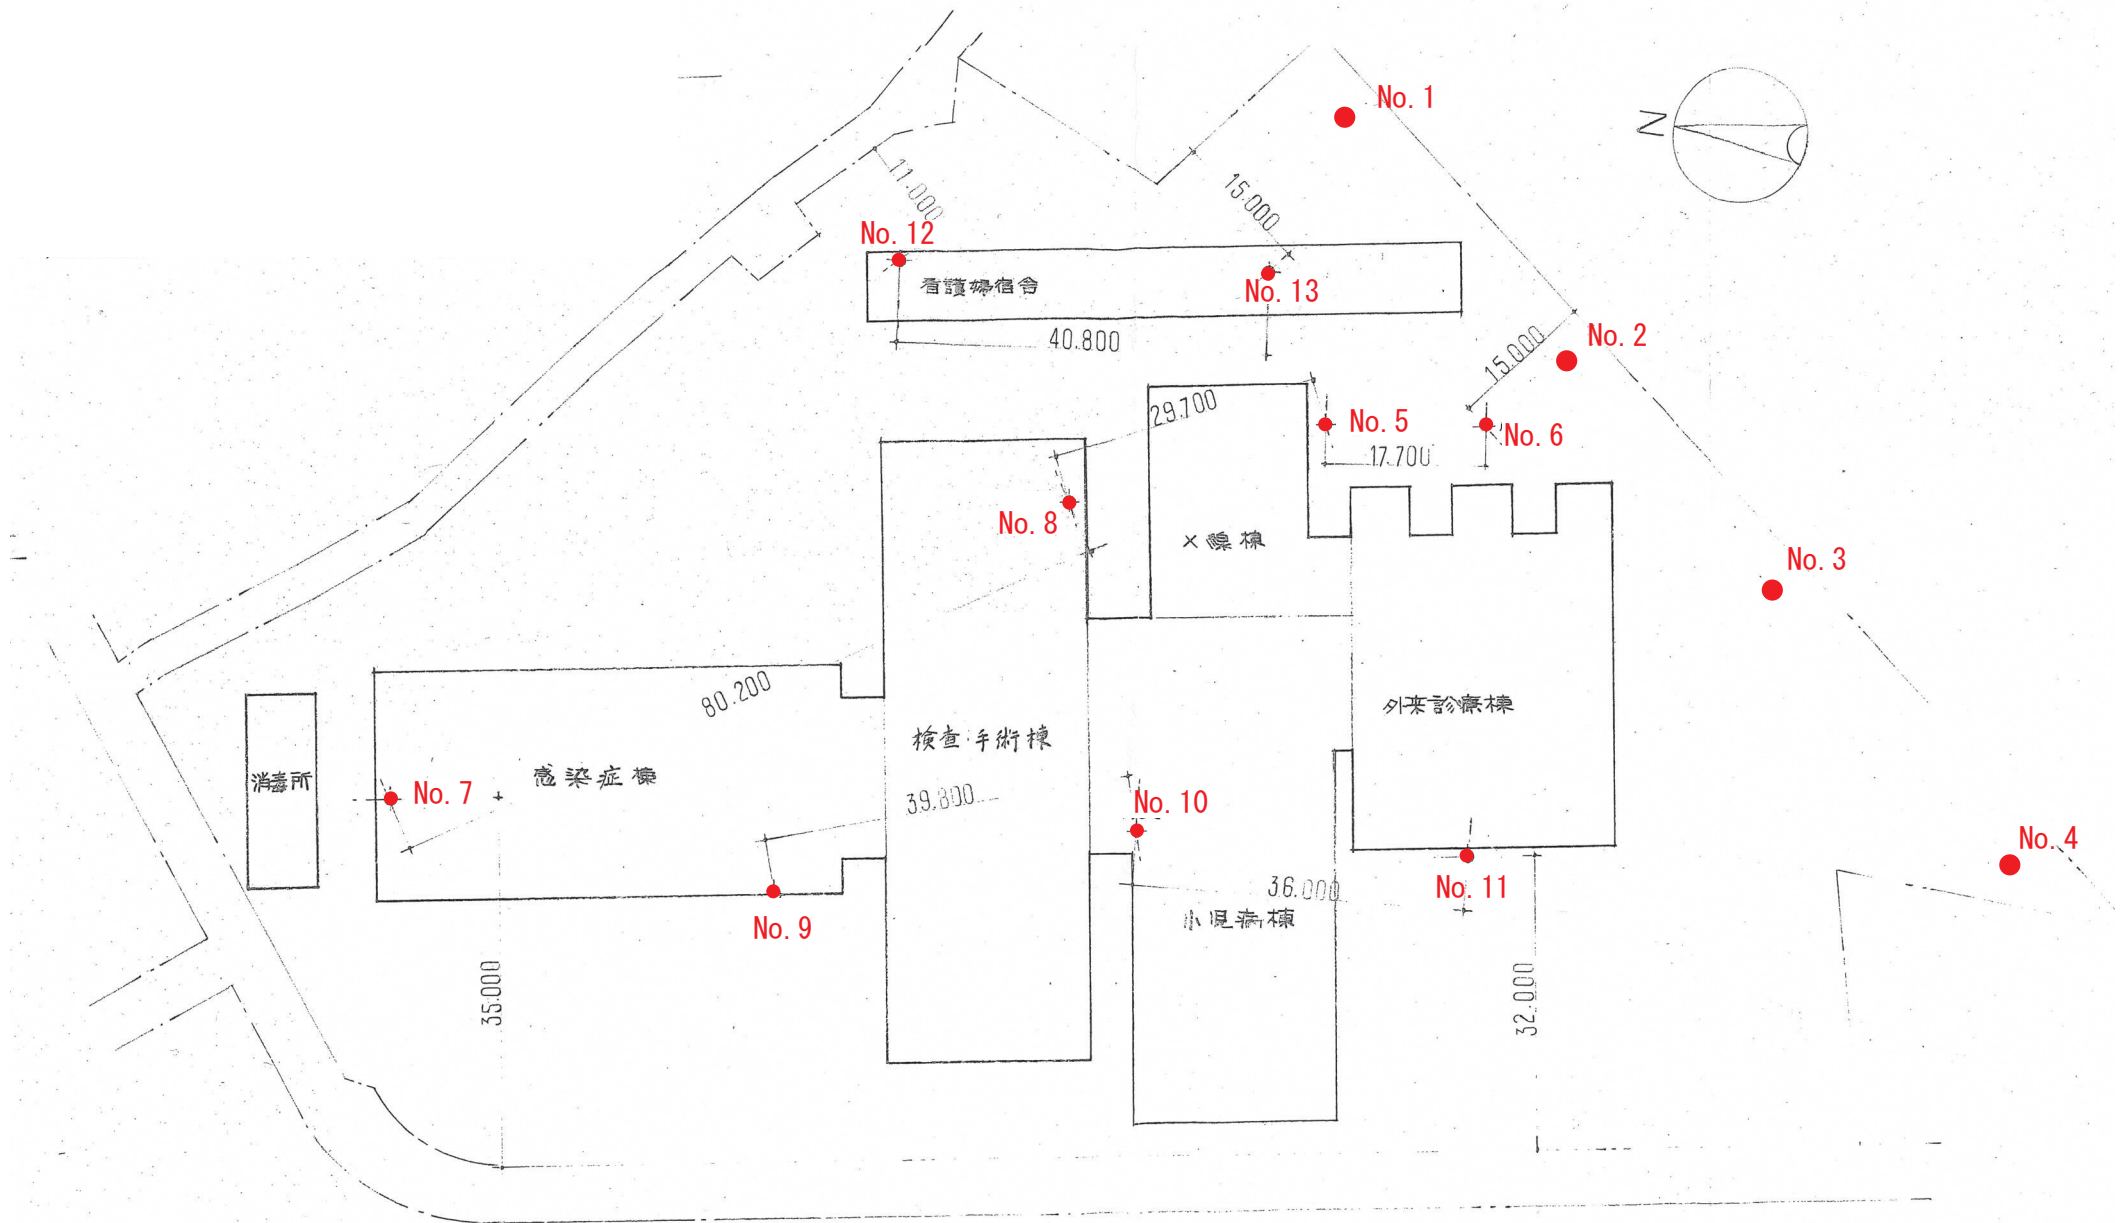 No. 1
N
11.000
15.000
No. 12
看護婦宿舎
No. 13
40.800
No. 2
15.000
29.700
No. 5
No. 6
17.700
No. 8
X線棟
No. 3
80.200
外来診療棟
検査・手術棟
消毒所
感染症棟
No. 7
39.800
No. 10
No. 4
No. 11
36.000
No. 9
小児病棟
35.000
32.000